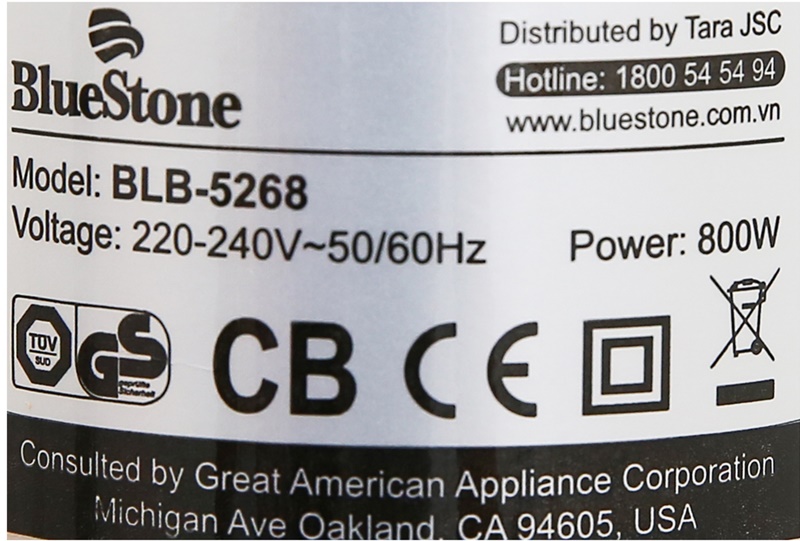 BlueStone
Distributed by Tara JSC
Hotline: 1800 54 54 94
www.bluestone.com.vn
Model: BLB-5268
Voltage: 220-240V~50/60Hz
Power: 800W
TÜV
SÜD
GS
geprüfte
Sicherheit
CB CE
Consulted by Great American Appliance Corporation
Michigan Ave Oakland, CA 94605, USA